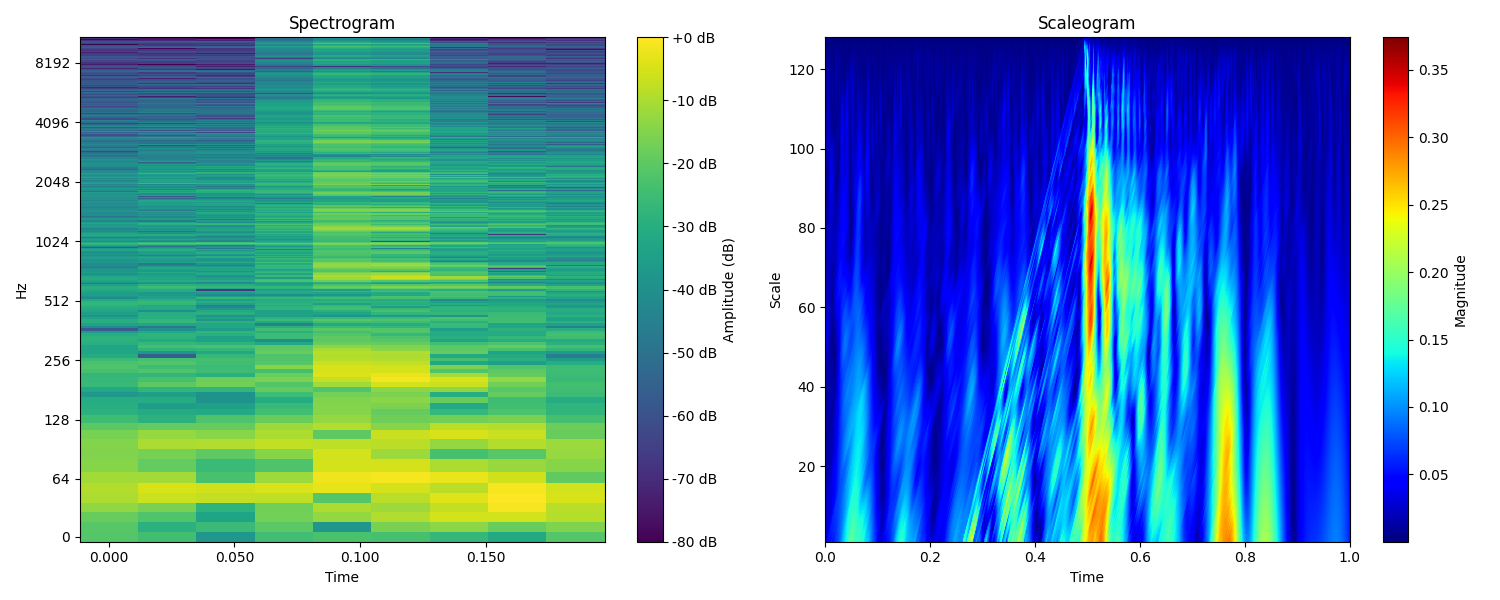 Spectrogram
Hz
8192
4096
2048
1024
512
256
128
64
0
0.000 0.050 0.100 0.150
Time
+0 dB
-10 dB
-20 dB
-30 dB
-40 dB
-50 dB
-60 dB
-70 dB
-80 dB
Amplitude (dB)
Scaleogram
Scale
120
100
80
60
40
20
0.0 0.2 0.4 0.6 0.8 1.0
Time
0.35
0.30
0.25
0.20
0.15
0.10
0.05
Magnitude